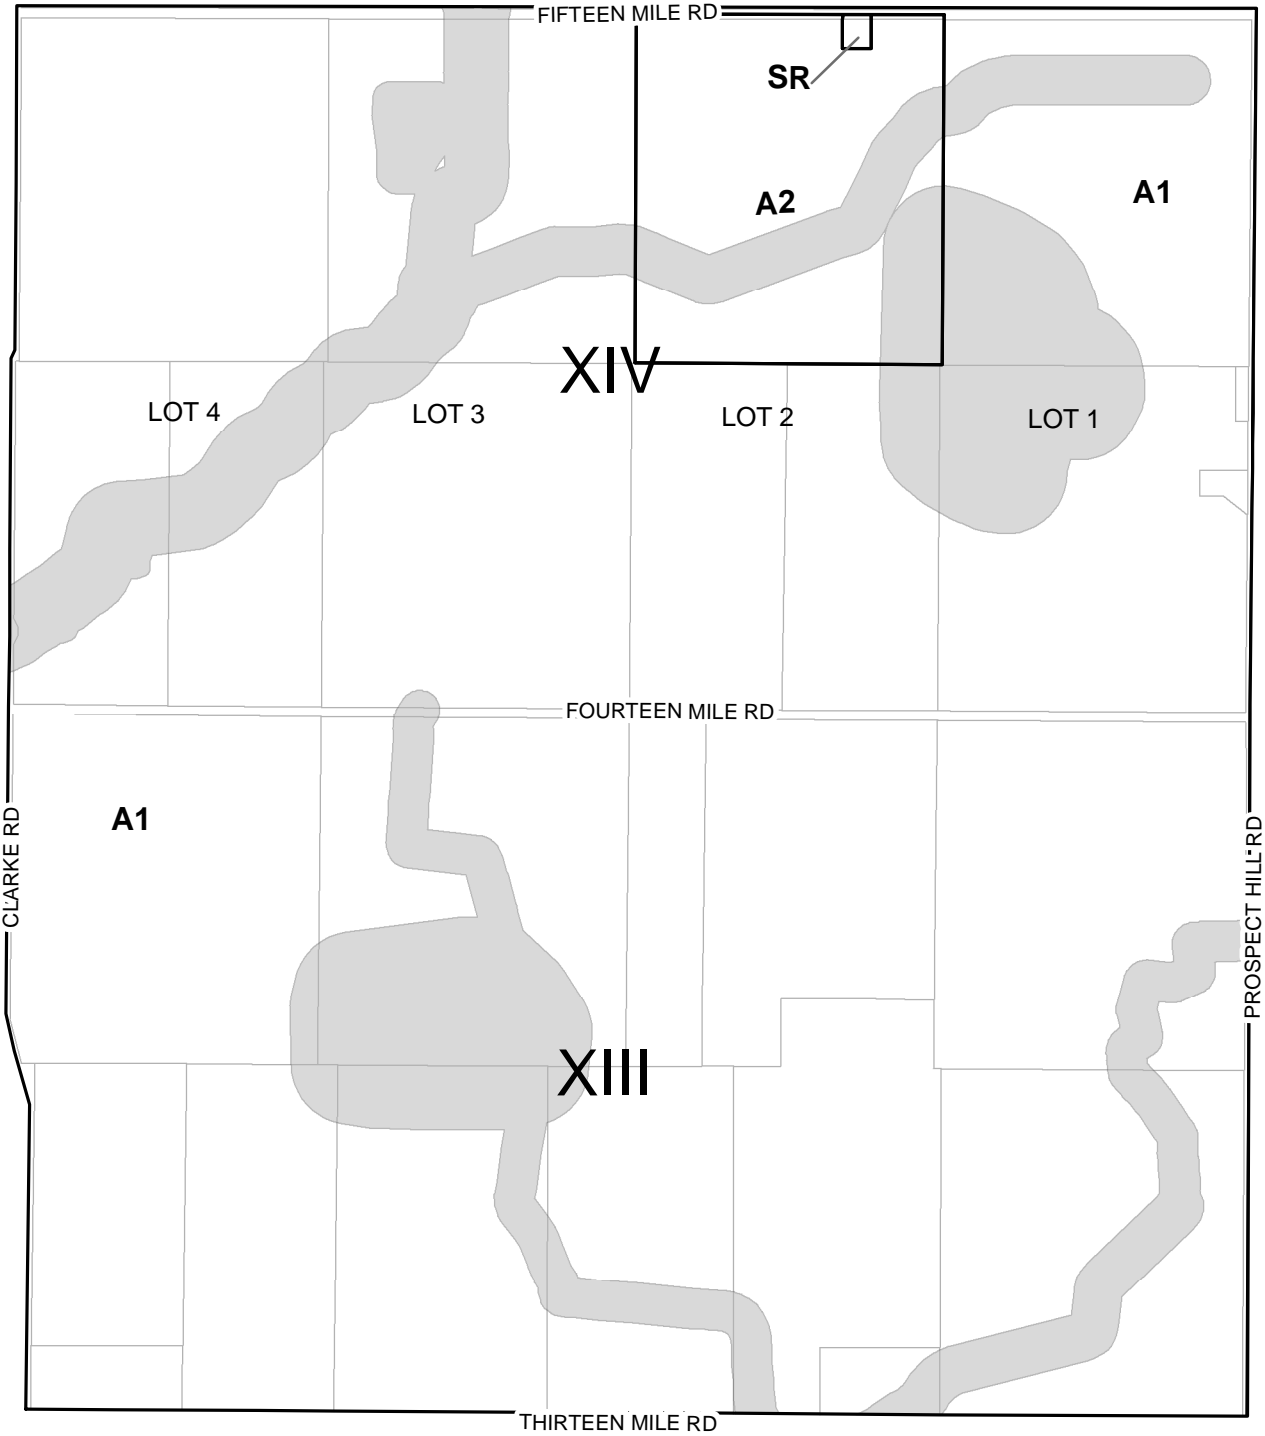 FIFTEEN MILE RD
SR
A2
A1
XIV
LOT 4
LOT 3
LOT 2
LOT 1
FOURTEEN MILE RD
A1
CLARKE RD
PROSPECT HILL RD
XIII
THIRTEEN MILE RD